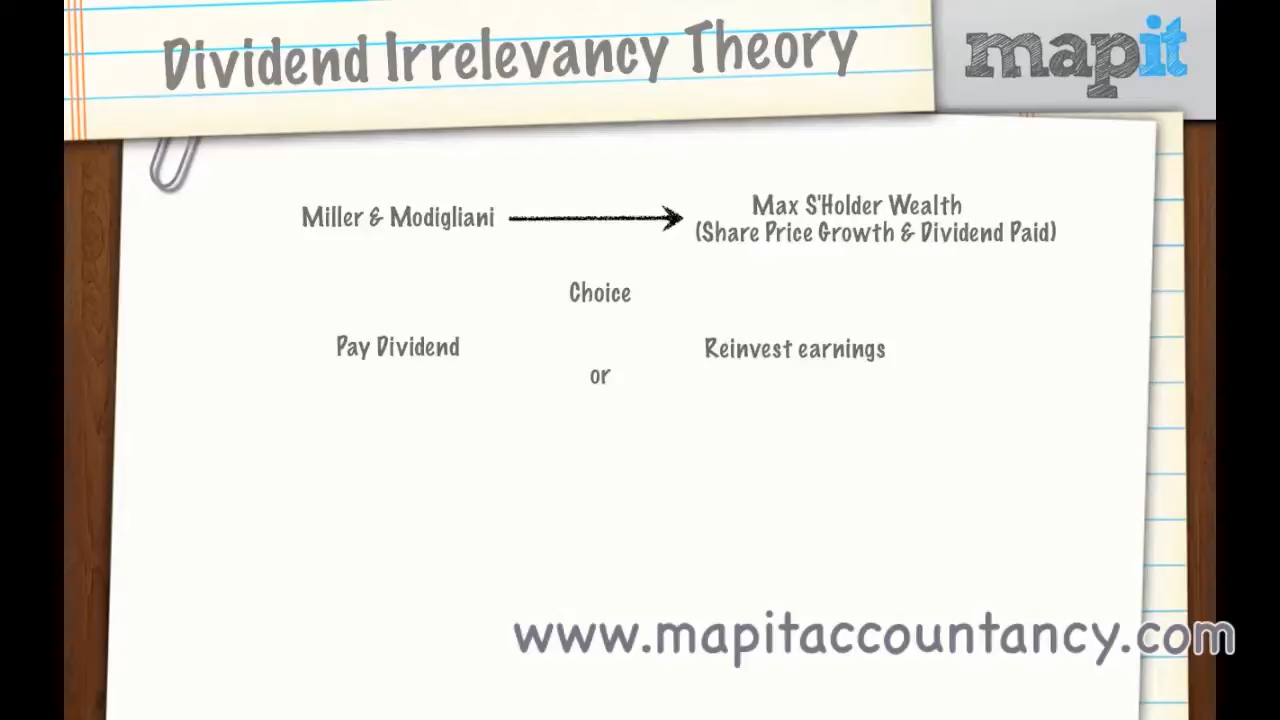 Dividend Irrelevancy Theory
mapit
Miller & Modigliani
Max S'Holder Wealth
(Share Price Growth & Dividend Paid)
Choice
Pay Dividend
Reinvest earnings
or
www.mapitaccountancy.com